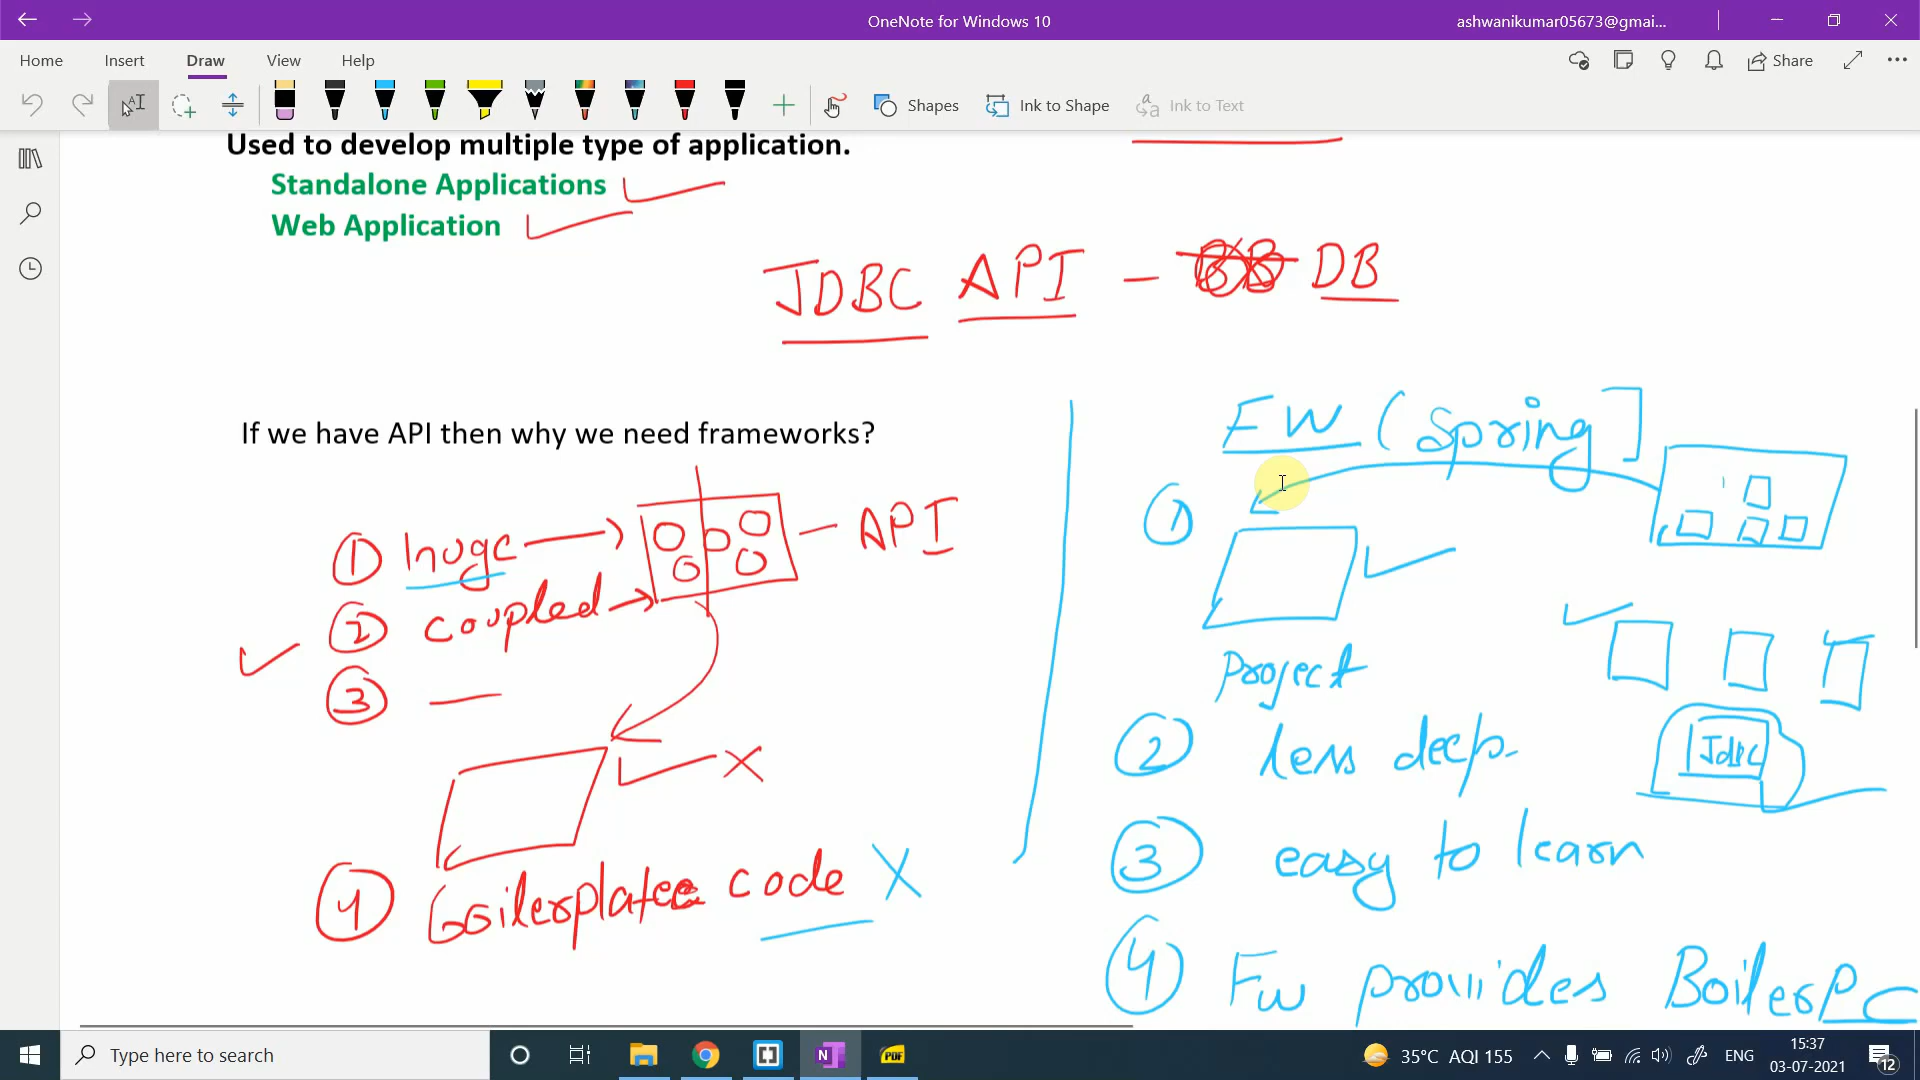 OneNote for Windows 10
ashwanikumar05673@gmai...
Home Insert Draw View Help
Share
Shapes Ink to Shape Ink to Text
Used to develop multiple type of application.
Standalone Applications
Web Application
JDBC API - DB
If we have API then why we need frameworks?
① huge
API
② coupled
③
④ boilerplate code X
FW (Spring]
①
Project
② less deep.
Jdbc
③ easy to learn
④ FW provides BoilerPC
Type here to search
PDF
35°C AQI 155
ENG
15:37
03-07-2021
12